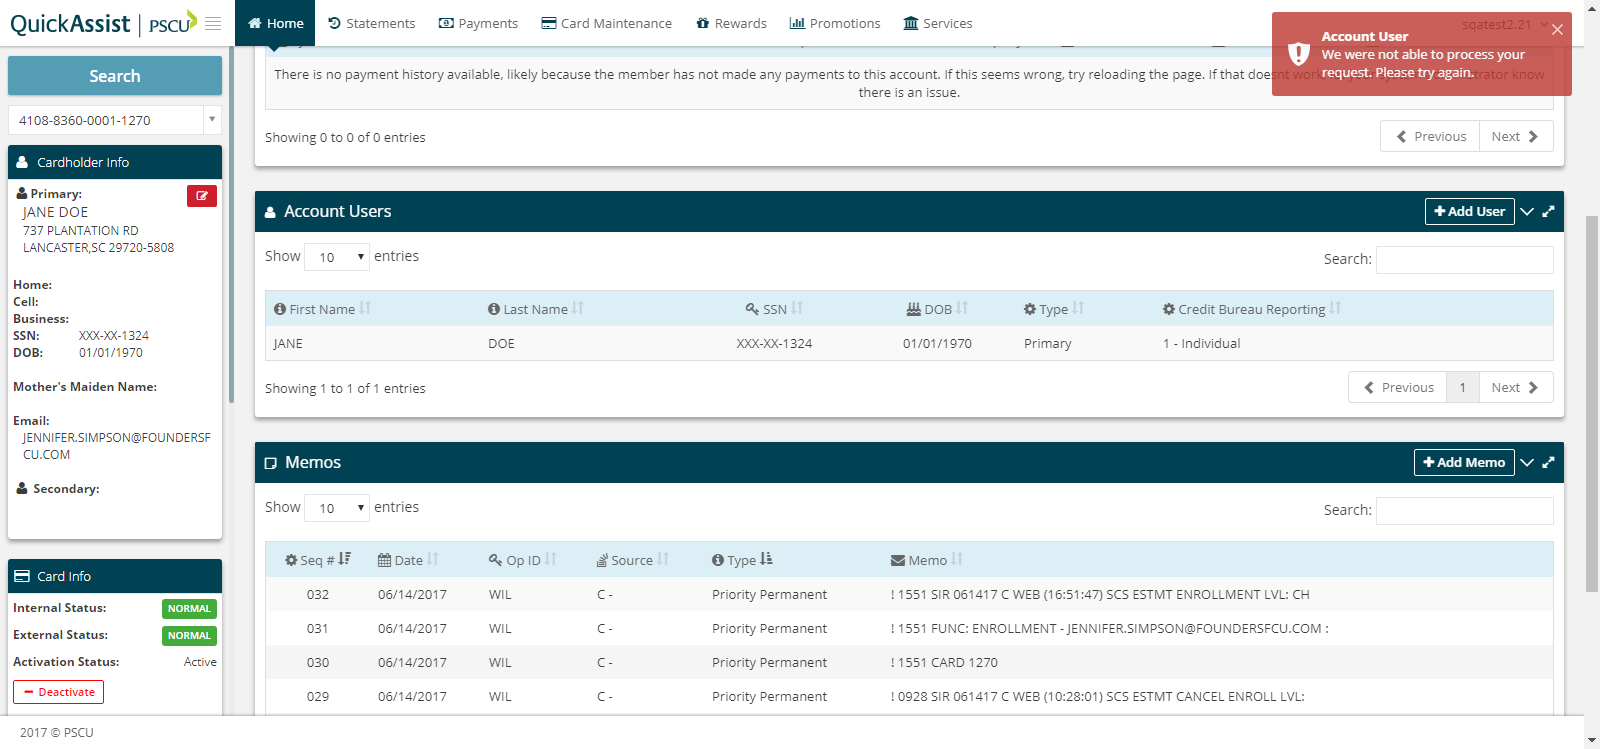 QuickAssist | PSCU
Home
Statements
Payments
Card Maintenance
Rewards
Promotions
Services
sqatest2.21
Account User
We were not able to process your
request. Please try again.
Search
4108-8360-0001-1270
Cardholder Info
Primary:
JANE DOE
737 PLANTATION RD
LANCASTER,SC 29720-5808
Home:
Cell:
Business:
SSN: XXX-XX-1324
DOB: 01/01/1970
Mother's Maiden Name:
Email:
JENNIFER.SIMPSON@FOUNDERSF
CU.COM
Secondary:
Card Info
Internal Status: NORMAL
External Status: NORMAL
Activation Status: Active
Deactivate
There is no payment history available, likely because the member has not made any payments to this account. If this seems wrong, try reloading the page. If that doesnt work know
there is an issue.
Showing 0 to 0 of 0 entries
Previous Next
Account Users
Add User
Show 10 entries
Search:
First Name Last Name SSN DOB Type Credit Bureau Reporting
JANE DOE XXX-XX-1324 01/01/1970 Primary 1 - Individual
Showing 1 to 1 of 1 entries
Previous 1 Next
Memos
Add Memo
Show 10 entries
Search:
Seq # Date Op ID Source Type Memo
032 06/14/2017 WIL C - Priority Permanent ! 1551 SIR 061417 C WEB (16:51:47) SCS ESTMT ENROLLMENT LVL: CH
031 06/14/2017 WIL C - Priority Permanent ! 1551 FUNC: ENROLLMENT - JENNIFER.SIMPSON@FOUNDERSFCU.COM :
030 06/14/2017 WIL C - Priority Permanent ! 1551 CARD 1270
029 06/14/2017 WIL C - Priority Permanent ! 0928 SIR 061417 C WEB (10:28:01) SCS ESTMT CANCEL ENROLL LVL:
2017 © PSCU